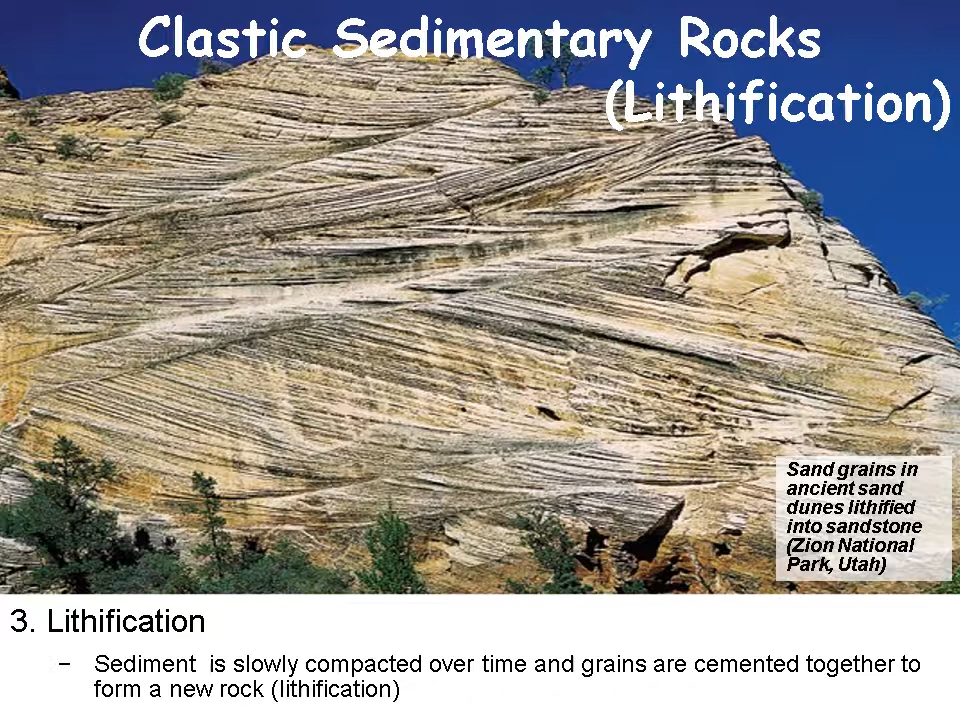 Clastic Sedimentary Rocks
(Lithification)
Sand grains in
ancient sand
dunes lithified
into sandstone
(Zion National
Park, Utah)
3. Lithification
− Sediment is slowly compacted over time and grains are cemented together to
form a new rock (lithification)